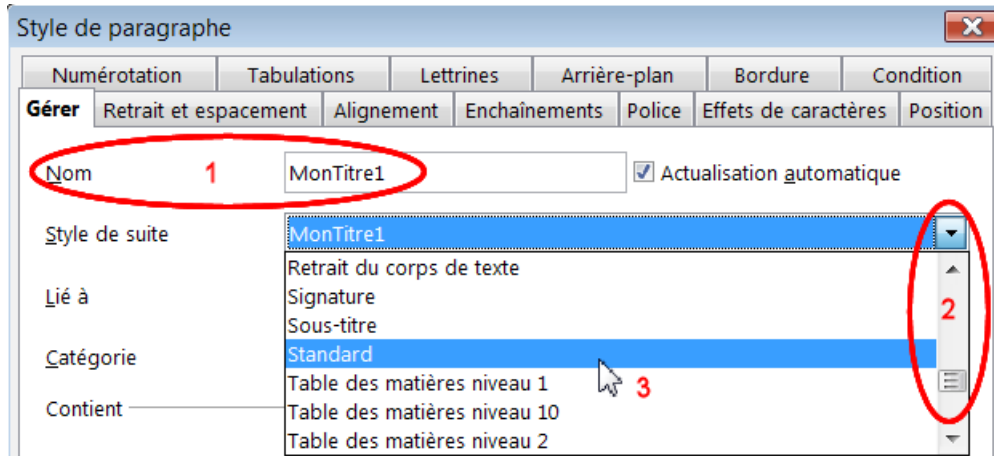 Style de paragraphe
Numérotation Tabulations Lettrines Arrière-plan Bordure Condition
Gérer Retrait et espacement Alignement Enchaînements Police Effets de caractères Position
Nom 1 MonTitre1 Actualisation automatique
Style de suite MonTitre1
Retrait du corps de texte
Lié à Signature 2
Sous-titre
Catégorie Standard
Table des matières niveau 1 3
Contient Table des matières niveau 10
Table des matières niveau 2